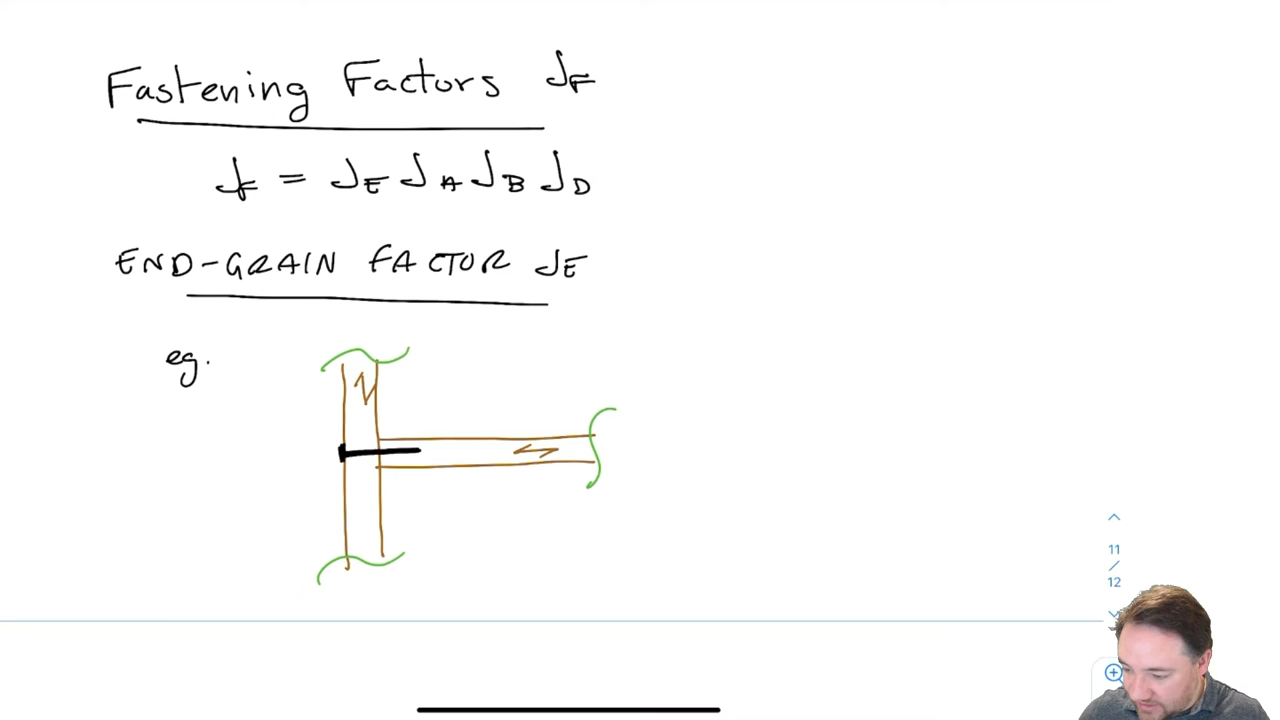 Fastening Factors JF
JF = JE JA JB JD
END-GRAIN FACTOR JE
eg.
11
/
12